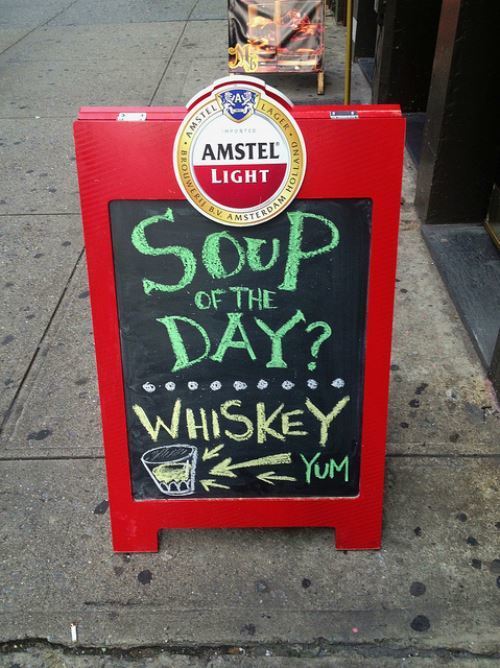 AMSTEL LAGER
IMPORTED
AMSTEL®
LIGHT
BROUWERIJ B.V. AMSTERDAM HOLLAND
SOUP
OF THE
DAY?
WHISKEY
YUM